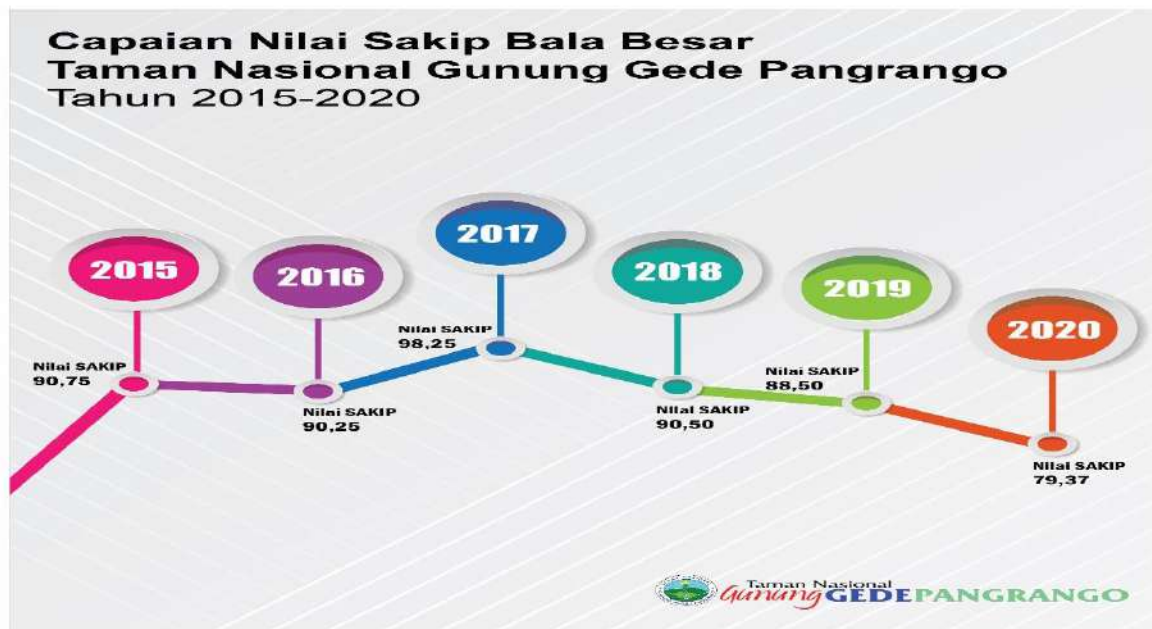 Capaian Nilai Sakip Bala Besar
Taman Nasional Gunung Gede Pangrango
Tahun 2015-2020
2015
Nilai SAKIP
90,75
2016
Nilai SAKIP
90,25
2017
Nilai SAKIP
98,25
2018
Nilai SAKIP
90,50
2019
Nilai SAKIP
88,50
2020
Nilai SAKIP
79,37
Taman Nasional
Gunung GEDEPANGRANGO